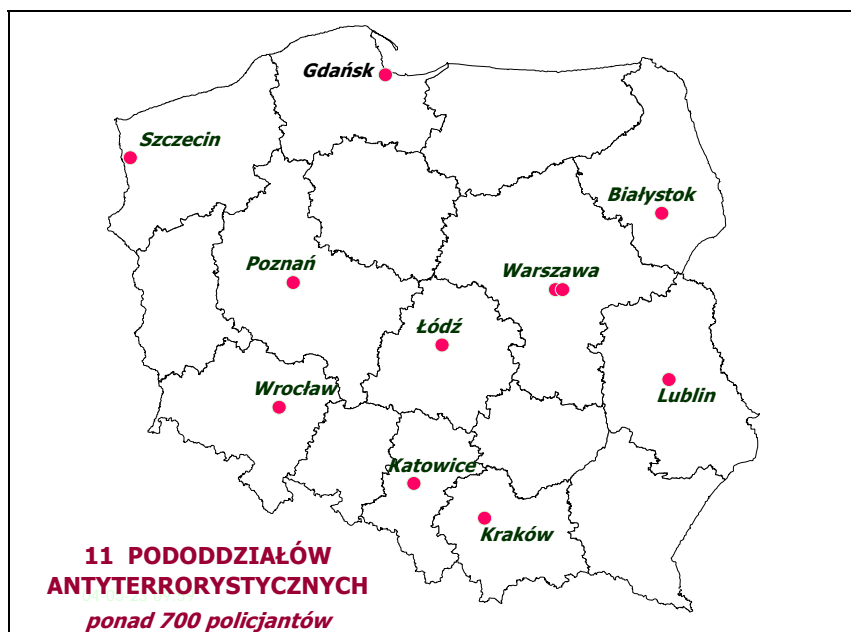 Gdańsk
Szczecin
Białystok
Poznań
Warszawa
Łódź
Wrocław
Lublin
Katowice
Kraków
11 PODODDZIAŁÓW
ANTYTERRORYSTYCZNYCH
ponad 700 policjantów